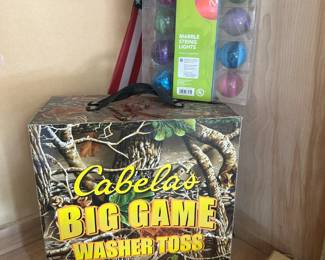 MARBLE
STRING
LIGHTS
Cabela's
BIG GAME
WASHER TOSS